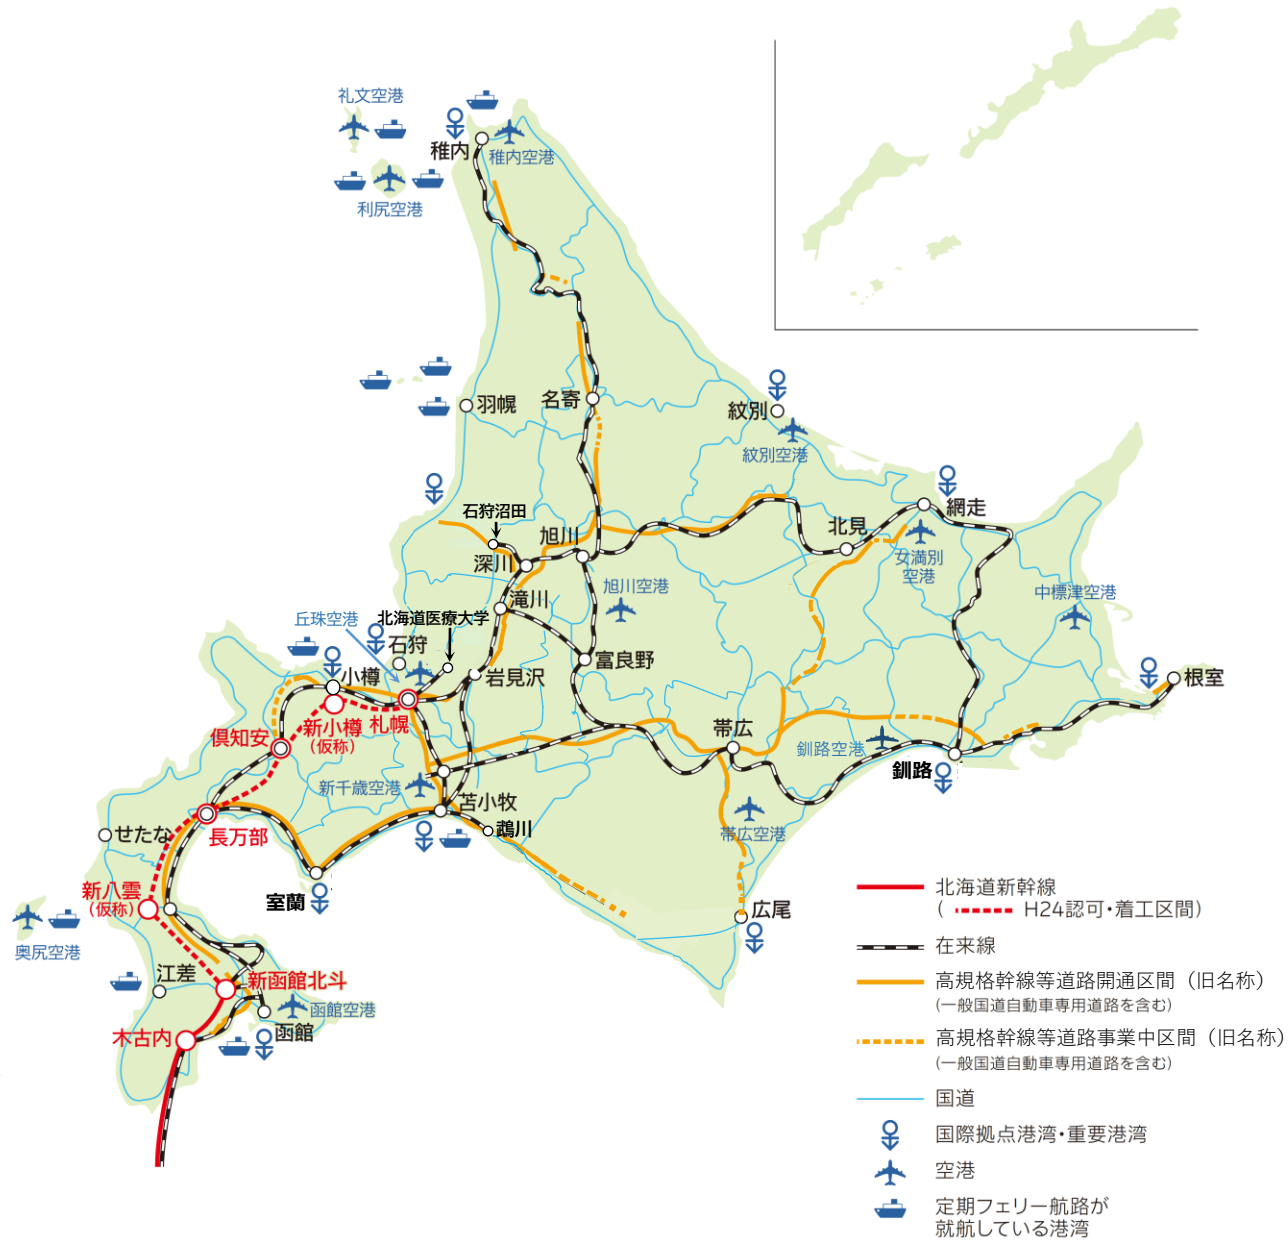 礼文空港
稚内
稚内空港
利尻空港
羽幌
名寄
紋別
紋別空港
石狩沼田
旭川
深川
旭川空港
滝川
網走
北見
女満別
空港
中標津空港
丘珠空港
北海道医療大学
石狩
小樽
岩見沢
富良野
根室
倶知安
新小樽
(仮称)
札幌
帯広
釧路空港
釧路
新千歳空港
苫小牧
鵡川
帯広空港
せたな
長万部
室蘭
広尾
新八雲
(仮称)
奥尻空港
江差
新函館北斗
函館空港
函館
木古内
北海道新幹線
( H24認可・着工区間)
在来線
高規格幹線等道路開通区間(旧名称)
(一般国道自動車専用道路を含む)
高規格幹線等道路事業中区間(旧名称)
(一般国道自動車専用道路を含む)
国道
国際拠点港湾・重要港湾
空港
定期フェリー航路が
就航している港湾